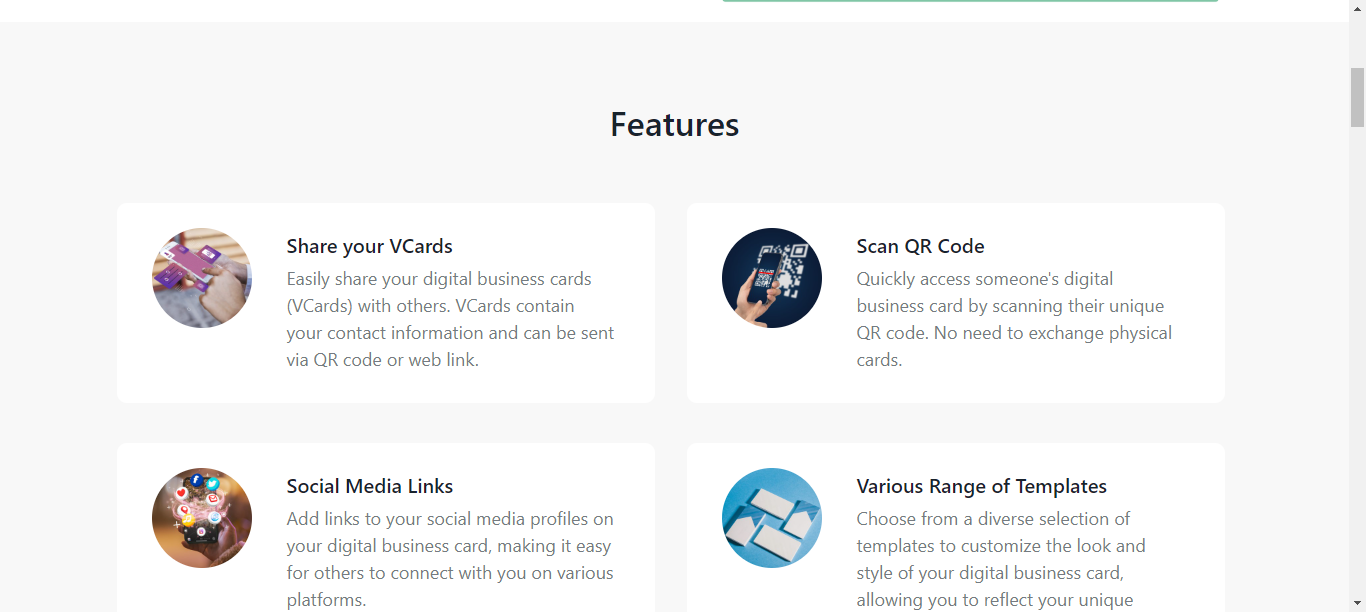 Features
Share your VCards
Easily share your digital business cards
(VCards) with others. VCards contain
your contact information and can be sent
via QR code or web link.
Scan QR Code
Quickly access someone's digital
business card by scanning their unique
QR code. No need to exchange physical
cards.
Social Media Links
Add links to your social media profiles on
your digital business card, making it easy
for others to connect with you on various
platforms.
Various Range of Templates
Choose from a diverse selection of
templates to customize the look and
style of your digital business card,
allowing you to reflect your unique